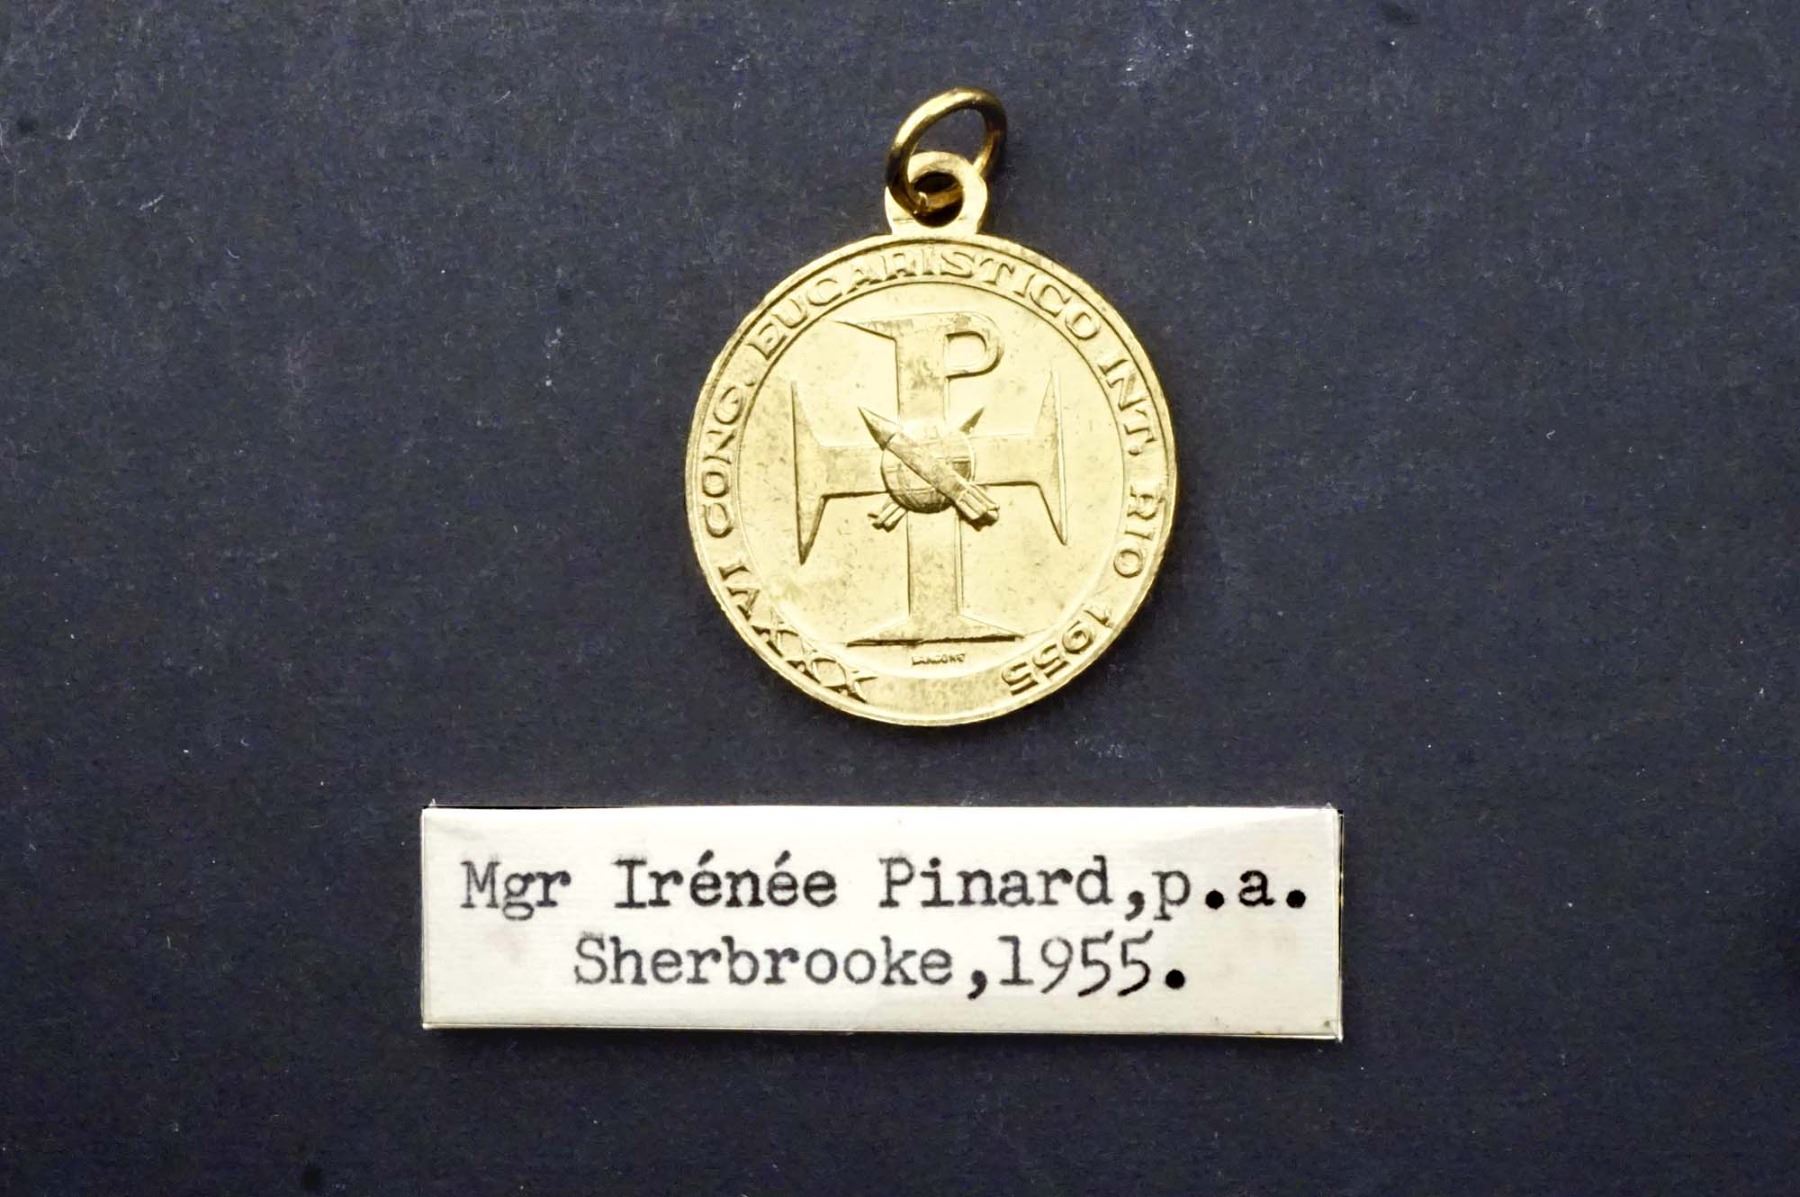 XXXVI CONG. EUCARISTICO INT. RIO 1955
P
Mgr Irénée Pinard,p.a.
Sherbrooke,1955.